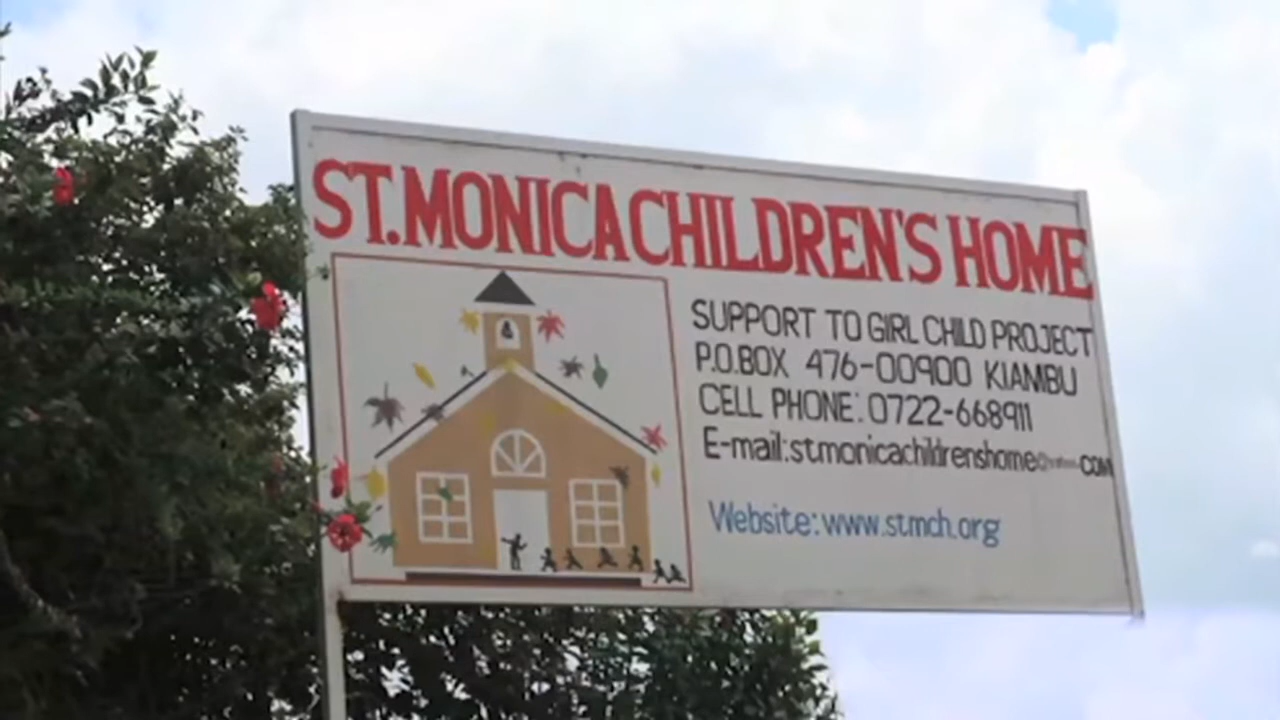 ST.MONICA CHILDREN'S HOME
SUPPORT TO GIRL CHILD PROJECT
P.O.BOX 476-00900 KIAMBU
CELL PHONE: 0722-668911
E-mail:stmonicachildrenshome@yahoo.COM
Website: www.stmch.org